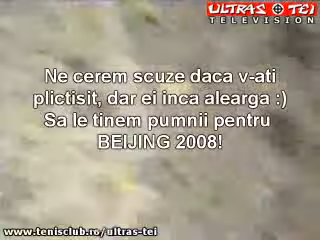 ULTRAS TEI
TELEVISION
Ne cerem scuze daca v-ati
plictisit, dar ei inca alearga :)
Sa le tinem pumnii pentru
BEIJING 2008!
www.tenisclub.ro/ultras-tei